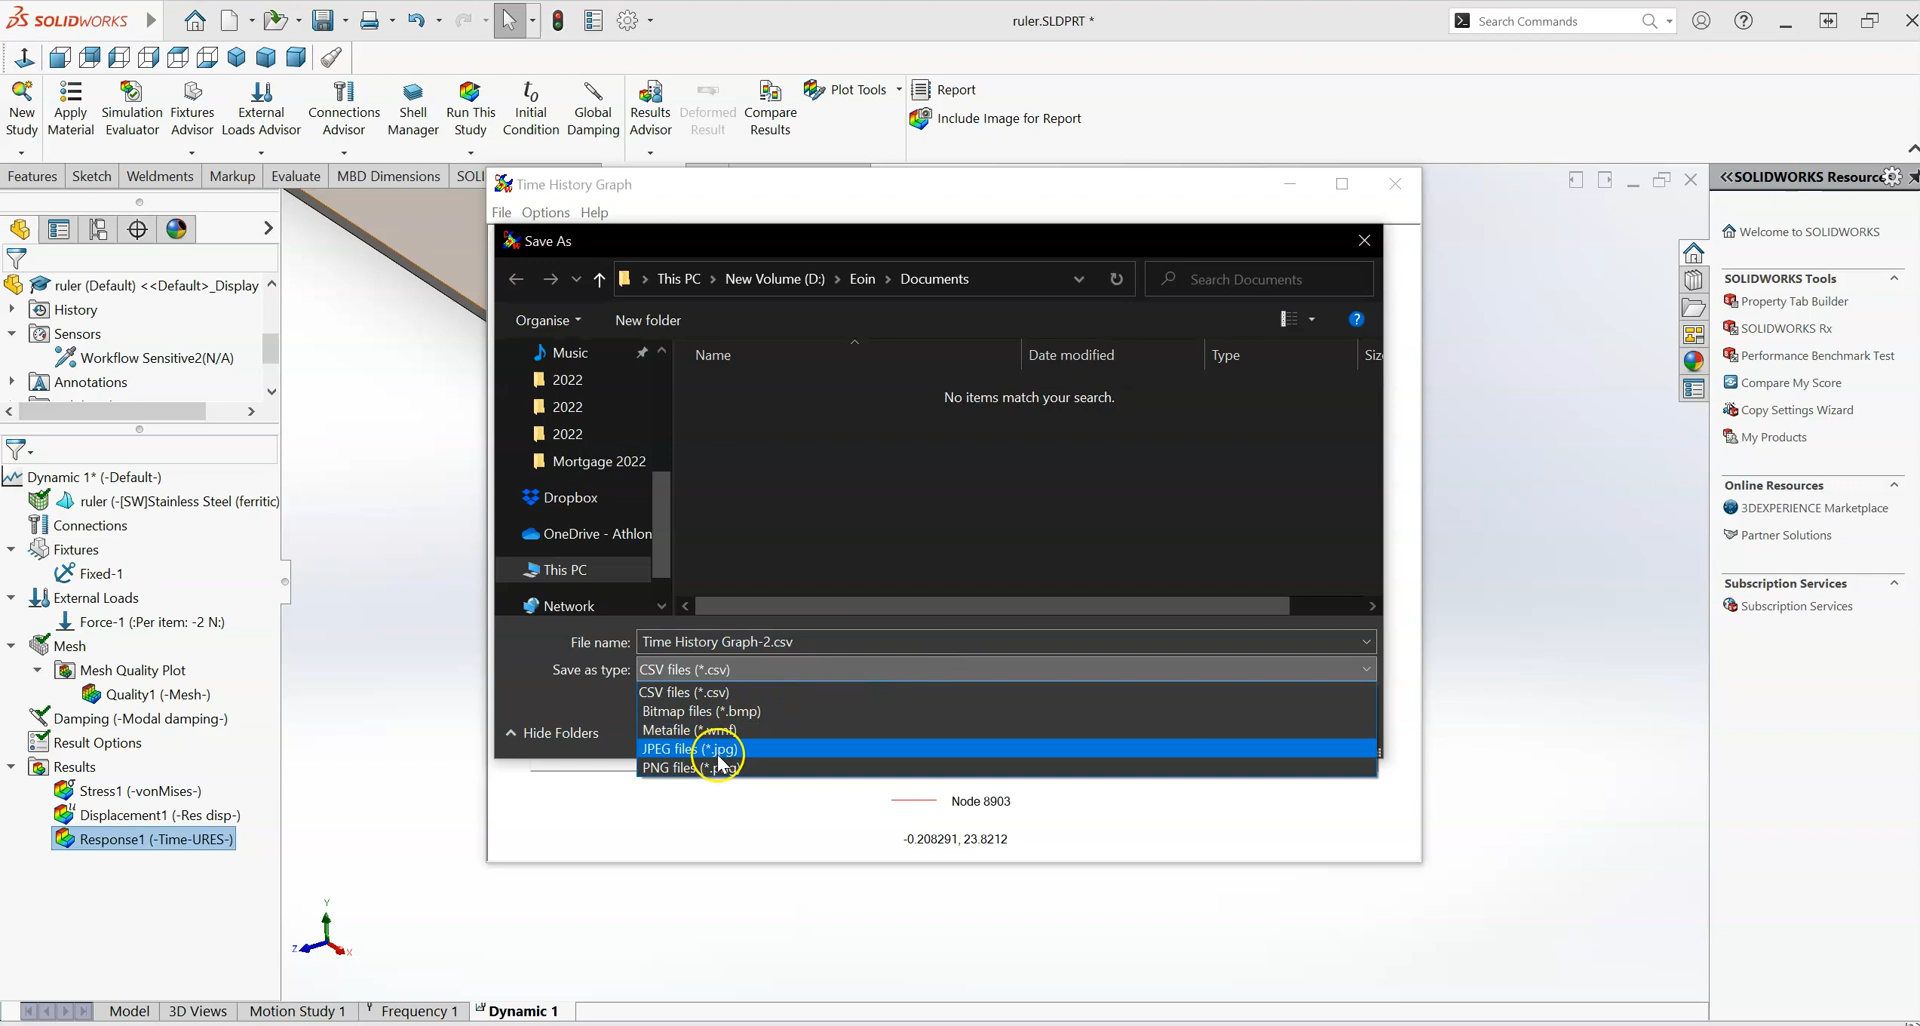 SOLIDWORKS
ruler.SLDPRT *
Search Commands
New Study
Apply Material
Simulation Evaluator
Fixtures Advisor
External Loads Advisor
Connections Advisor
Shell Manager
Run This Study
Initial Condition
Global Damping
Results Advisor
Deformed Result
Compare Results
Plot Tools
Report
Include Image for Report
Features
Sketch
Weldments
Markup
Evaluate
MBD Dimensions
SOLI
Time History Graph
File Options Help
Save As
This PC > New Volume (D:) > Eoin > Documents
Search Documents
Organise
New folder
Music
2022
2022
2022
Mortgage 2022
Dropbox
OneDrive - Athlon
This PC
Network
Name
Date modified
Type
Siz
No items match your search.
File name: Time History Graph-2.csv
Save as type: CSV files (*.csv)
CSV files (*.csv)
Bitmap files (*.bmp)
Metafile (*.wmf)
JPEG files (*.jpg)
PNG files (*.png)
Hide Folders
Node 8903
-0.208291, 23.8212
ruler (Default) <<Default>_Display
History
Sensors
Workflow Sensitive2(N/A)
Annotations
Dynamic 1* (-Default-)
ruler (-[SW]Stainless Steel (ferritic)
Connections
Fixtures
Fixed-1
External Loads
Force-1 (:Per item: -2 N:)
Mesh
Mesh Quality Plot
Quality1 (-Mesh-)
Damping (-Modal damping-)
Result Options
Results
Stress1 (-vonMises-)
Displacement1 (-Res disp-)
Response1 (-Time-URES-)
Y
Z
X
Model
3D Views
Motion Study 1
Frequency 1
Dynamic 1
SOLIDWORKS Resource
Welcome to SOLIDWORKS
SOLIDWORKS Tools
Property Tab Builder
SOLIDWORKS Rx
Performance Benchmark Test
Compare My Score
Copy Settings Wizard
My Products
Online Resources
3DEXPERIENCE Marketplace
Partner Solutions
Subscription Services
Subscription Services